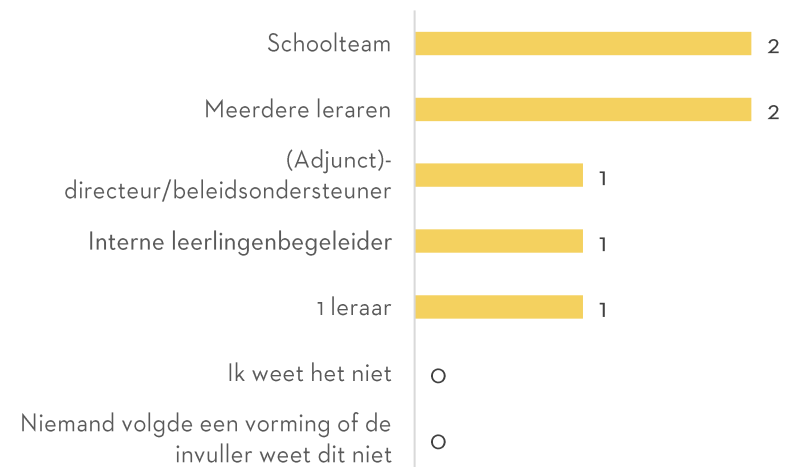 Schoolteam 2
Meerdere leraren 2
(Adjunct)-
directeur/beleidsondersteuner 1
Interne leerlingenbegeleider 1
1 leraar 1
Ik weet het niet 0
Niemand volgde een vorming of de
invuller weet dit niet 0